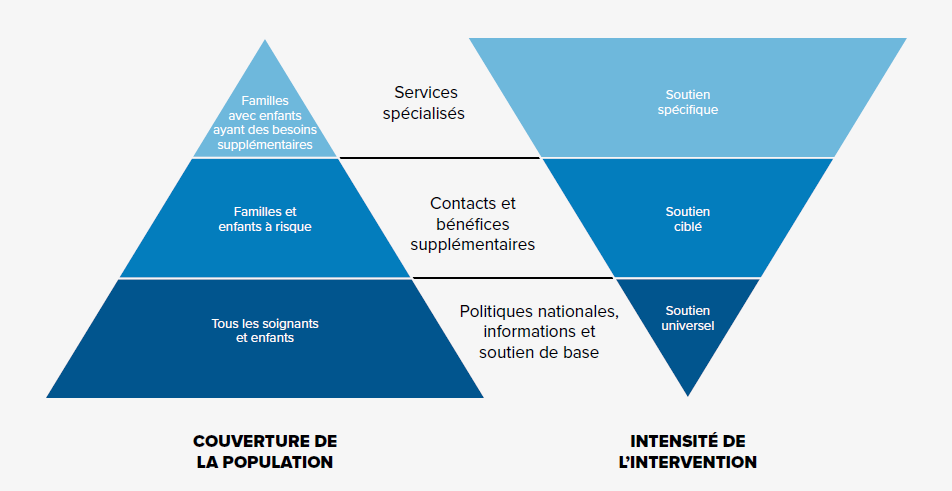 Familles
avec enfants
ayant des besoins
supplémentaires
Services
spécialisés
Soutien
spécifique
Familles et
enfants à risque
Contacts et
bénéfices
supplémentaires
Soutien
ciblé
Tous les soignants
et enfants
Politiques nationales,
informations et
soutien de base
Soutien
universel
COUVERTURE DE
LA POPULATION
INTENSITÉ DE
L’INTERVENTION